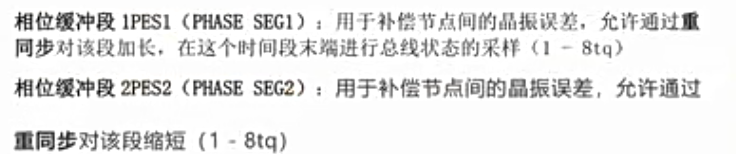 相位缓冲段 1PES1（PHASE SEG1）：用于补偿节点间的晶振误差，允许通过重
同步对该段加长，在这个时间段末端进行总线状态的采样（1 - 8tq）
相位缓冲段 2PES2（PHASE SEG2）：用于补偿节点间的晶振误差，允许通过
重同步对该段缩短（1 - 8tq）